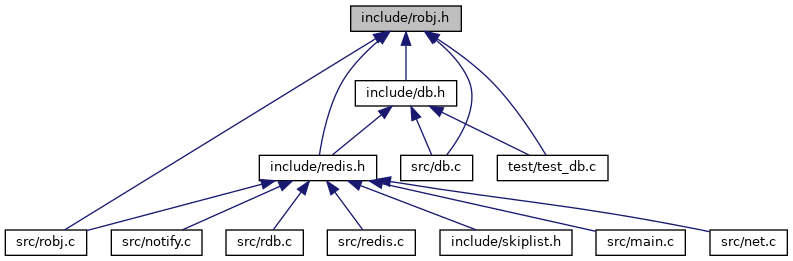 include/robj.h
include/db.h
include/redis.h
src/db.c
test/test_db.c
src/robj.c
src/notify.c
src/rdb.c
src/redis.c
include/skiplist.h
src/main.c
src/net.c